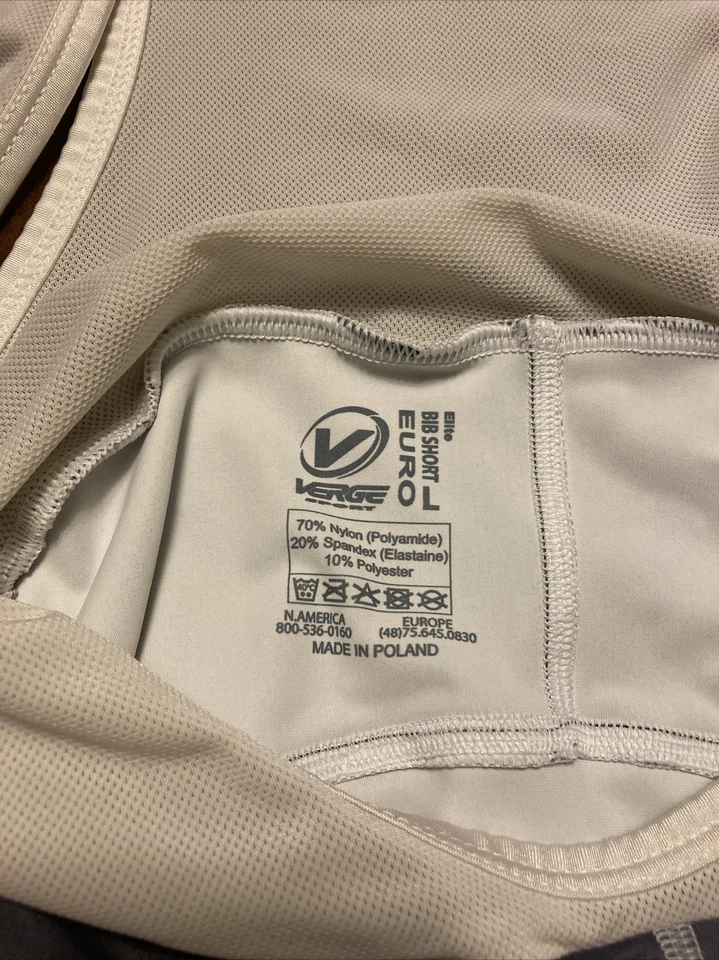 VERGE
SPORT
Elite
BIB SHORT
EURO L
70% Nylon (Polyamide)
20% Spandex (Elastaine)
10% Polyester
40°C
N.AMERICA EUROPE
800-536-0160 (48)75.645.0830
MADE IN POLAND